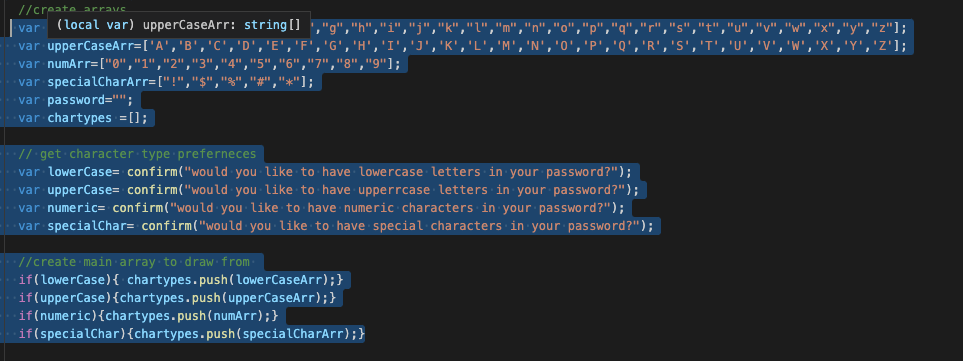 //create arrays
(local var) upperCaseArr: string[]
var "g","h","i","j","k","l","m","n","o","p","q","r","s","t","u","v","w","x","y","z"];
var upperCaseArr=['A','B','C','D','E','F','G','H','I','J','K','L','M','N','O','P','Q','R','S','T','U','V','W','X','Y','Z'];
var numArr=["0","1","2","3","4","5","6","7","8","9"];
var specialCharArr=["!","$","%","#","*"];
var password="";
var chartypes =[];
// get character type preferneces
var lowerCase= confirm("would you like to have lowercase letters in your password?");
var upperCase= confirm("would you like to have upperrcase letters in your password?");
var numeric= confirm("would you like to have numeric characters in your password?");
var specialChar= confirm("would you like to have special characters in your password?");
//create main array to draw from
if(lowerCase){ chartypes.push(lowerCaseArr);}
if(upperCase){chartypes.push(upperCaseArr);}
if(numeric){chartypes.push(numArr);}
if(specialChar){chartypes.push(specialCharArr);}